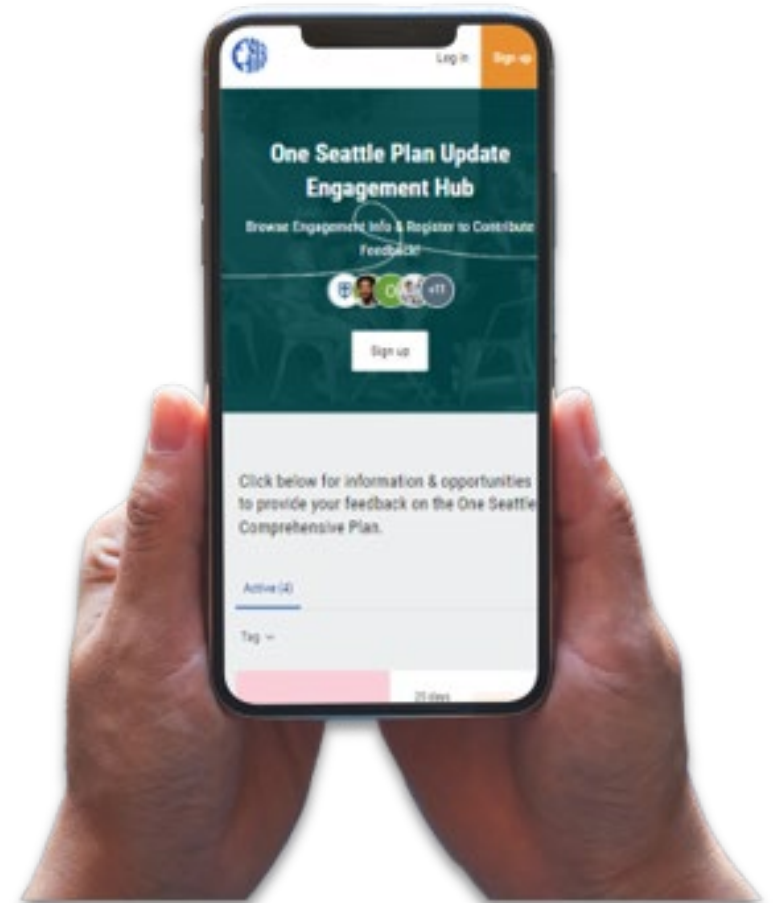 Log in
Sign up
One Seattle Plan Update
Engagement Hub
Browse Engagement Info & Register to Contribute
Feedback!
O
+11
Sign up
Click below for information & opportunities
to provide your feedback on the One Seattle
Comprehensive Plan.
Active (4)
Tag
25 days